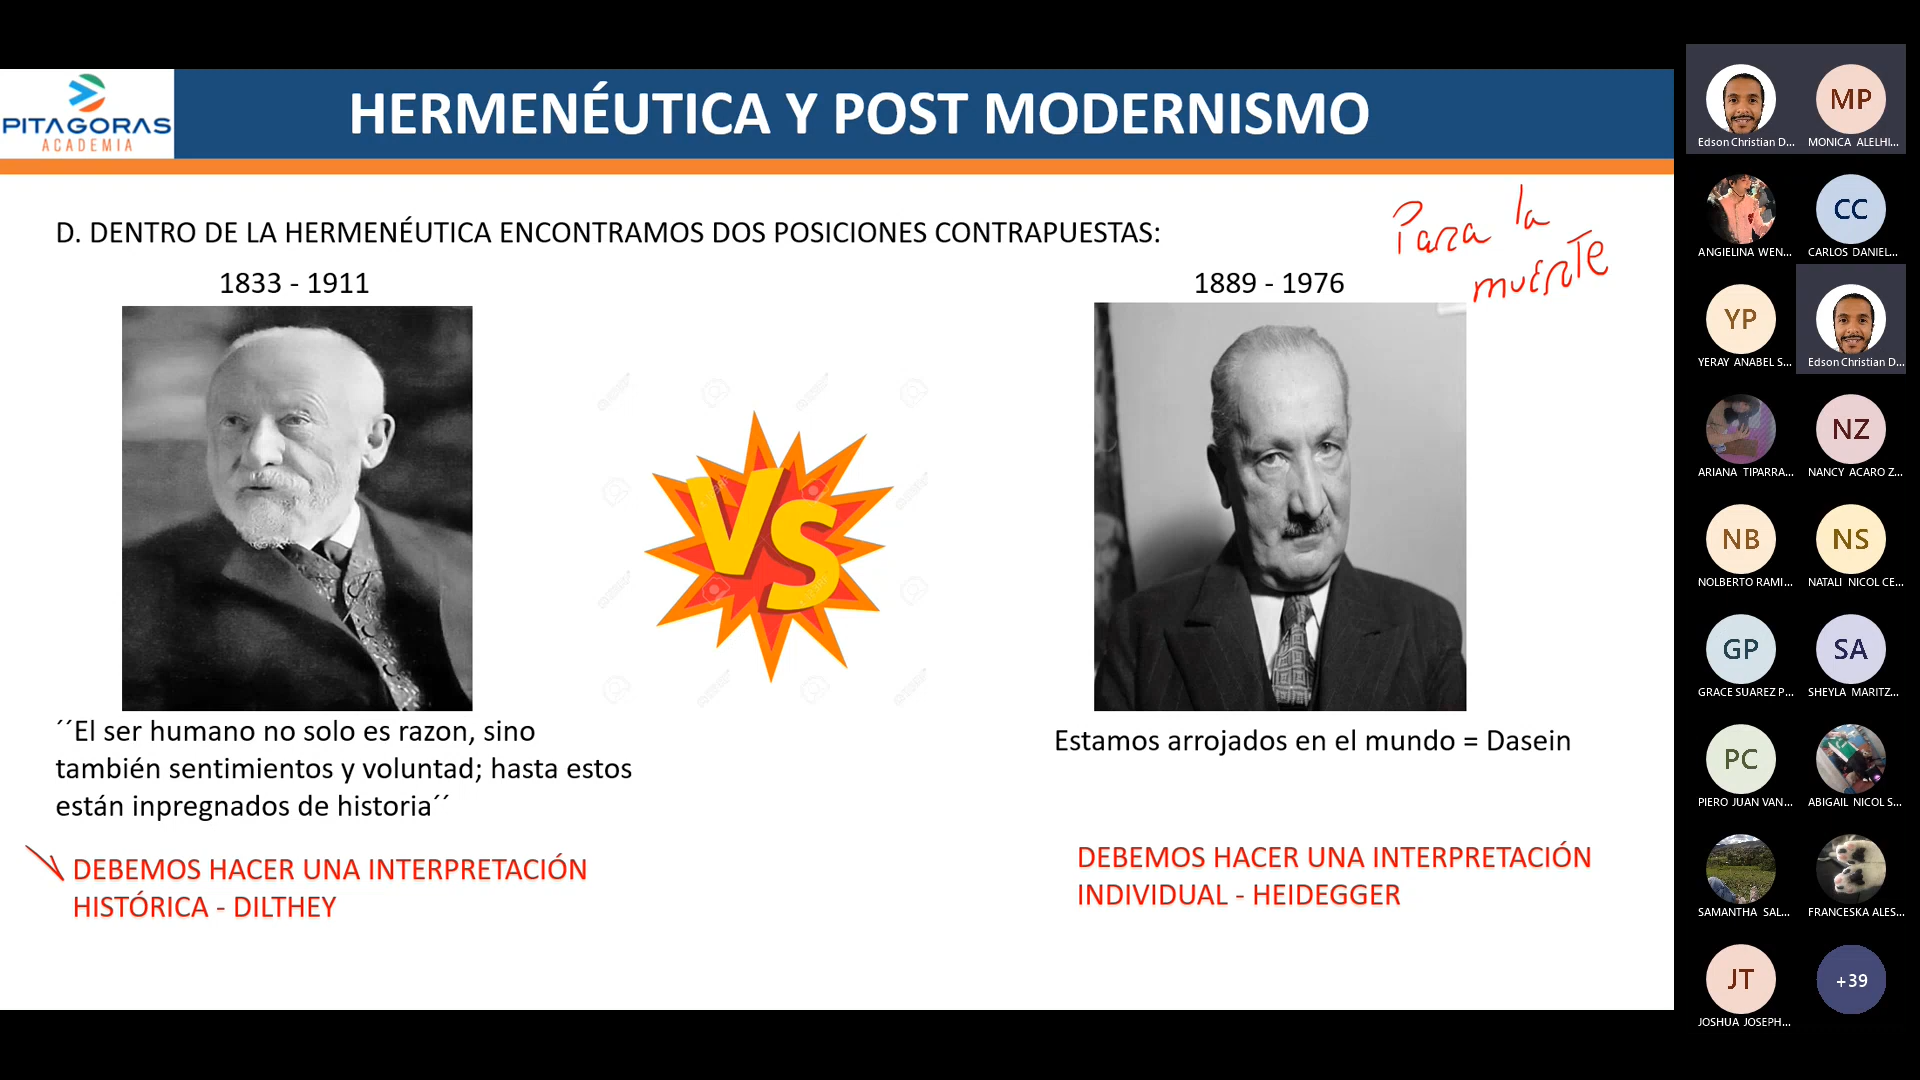 PITAGORAS
ACADEMIA
HERMENÉUTICA Y POST MODERNISMO
D. DENTRO DE LA HERMENÉUTICA ENCONTRAMOS DOS POSICIONES CONTRAPUESTAS:
Para la
muerte
1833 - 1911
1889 - 1976
VS
´´El ser humano no solo es razon, sino
también sentimientos y voluntad; hasta estos
están inpregnados de historia´´
DEBEMOS HACER UNA INTERPRETACIÓN
HISTÓRICA - DILTHEY
Estamos arrojados en el mundo = Dasein
DEBEMOS HACER UNA INTERPRETACIÓN
INDIVIDUAL - HEIDEGGER
Edson Christian D...
MP
MONICA ALELHI...
ANGIELINA WEN...
CC
CARLOS DANIEL...
YP
YERAY ANABEL S...
Edson Christian D...
ARIANA TIPARRA...
NZ
NANCY ACARO Z...
NB
NOLBERTO RAMI...
NS
NATALI NICOL CE...
GP
GRACE SUAREZ P...
SA
SHEYLA MARITZ...
PC
PIERO JUAN VAN...
ABIGAIL NICOL S...
SAMANTHA SAL...
FRANCESKA ALES...
JT
JOSHUA JOSEPH...
+39